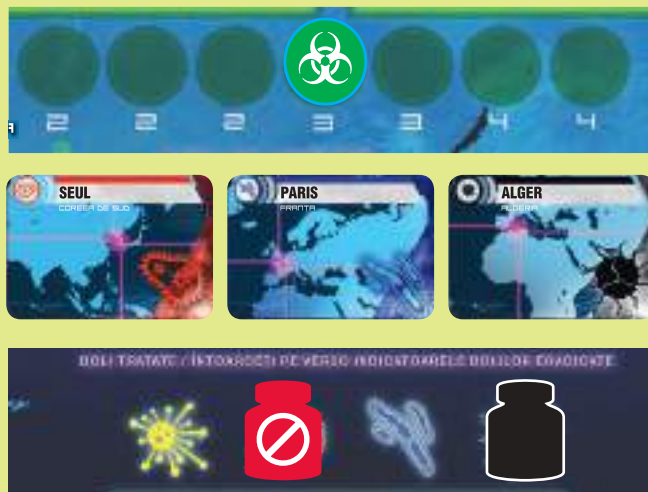 2 2 2 3 3 4 4
SEUL
COREEA DE SUD
PARIS
FRANTA
ALGER
ALGERIA
BOLI TRATATE / ÎNTOARCEȚI PE VERSO INDICATOARELE BOLILOR ERADICATE